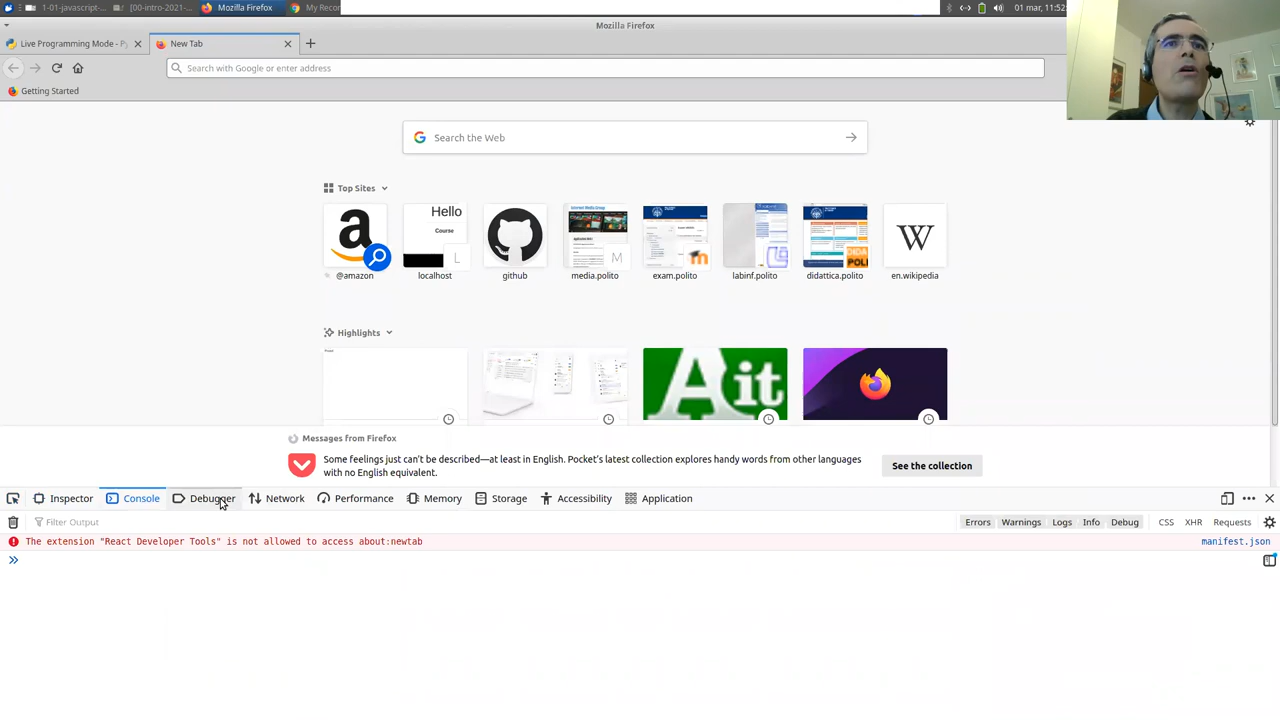 1-01-javascript-...
[00-intro-2021-...
Mozilla Firefox
My Recor
01 mar, 11:52
Mozilla Firefox
Live Programming Mode - Py
New Tab
Search with Google or enter address
Getting Started
Search the Web
Top Sites
Hello
Course
L
M
DIDA
POLI
W
@amazon
localhost
github
media.polito
exam.polito
labinf.polito
didattica.polito
en.wikipedia
Highlights
Ait
Messages from Firefox
Some feelings just can't be described—at least in English. Pocket's latest collection explores handy words from other languages
with no English equivalent.
See the collection
Inspector
Console
Debugger
Network
Performance
Memory
Storage
Accessibility
Application
Filter Output
Errors
Warnings
Logs
Info
Debug
CSS
XHR
Requests
The extension "React Developer Tools" is not allowed to access about:newtab
manifest.json